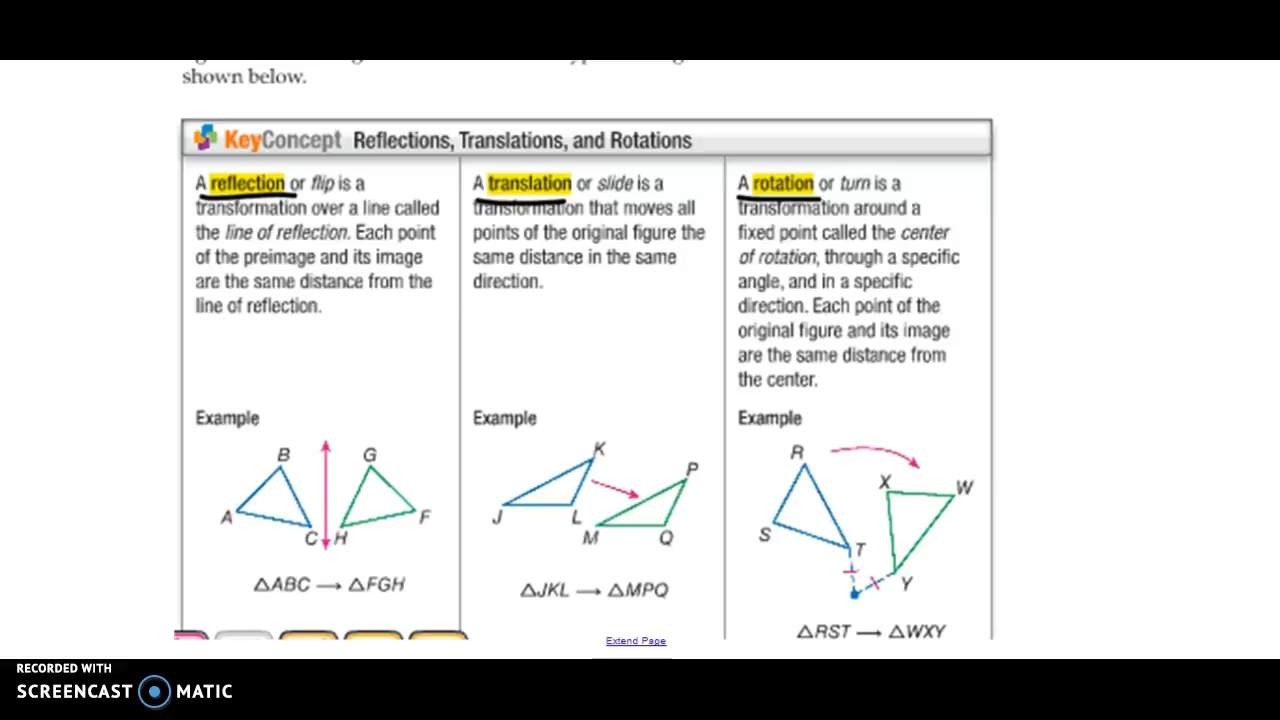 shown below.
KeyConcept Reflections, Translations, and Rotations
A reflection or flip is a
transformation over a line called
the line of reflection. Each point
of the preimage and its image
are the same distance from the
line of reflection.
Example
B
G
A
F
C
H
△ABC → △FGH
A translation or slide is a
transformation that moves all
points of the original figure the
same distance in the same
direction.
Example
K
P
J
L
M
Q
△JKL → △MPQ
A rotation or turn is a
transformation around a
fixed point called the center
of rotation, through a specific
angle, and in a specific
direction. Each point of the
original figure and its image
are the same distance from
the center.
Example
R
X
W
S
T
Y
△RST → △WXY
Extend Page
RECORDED WITH
SCREENCAST MATIC